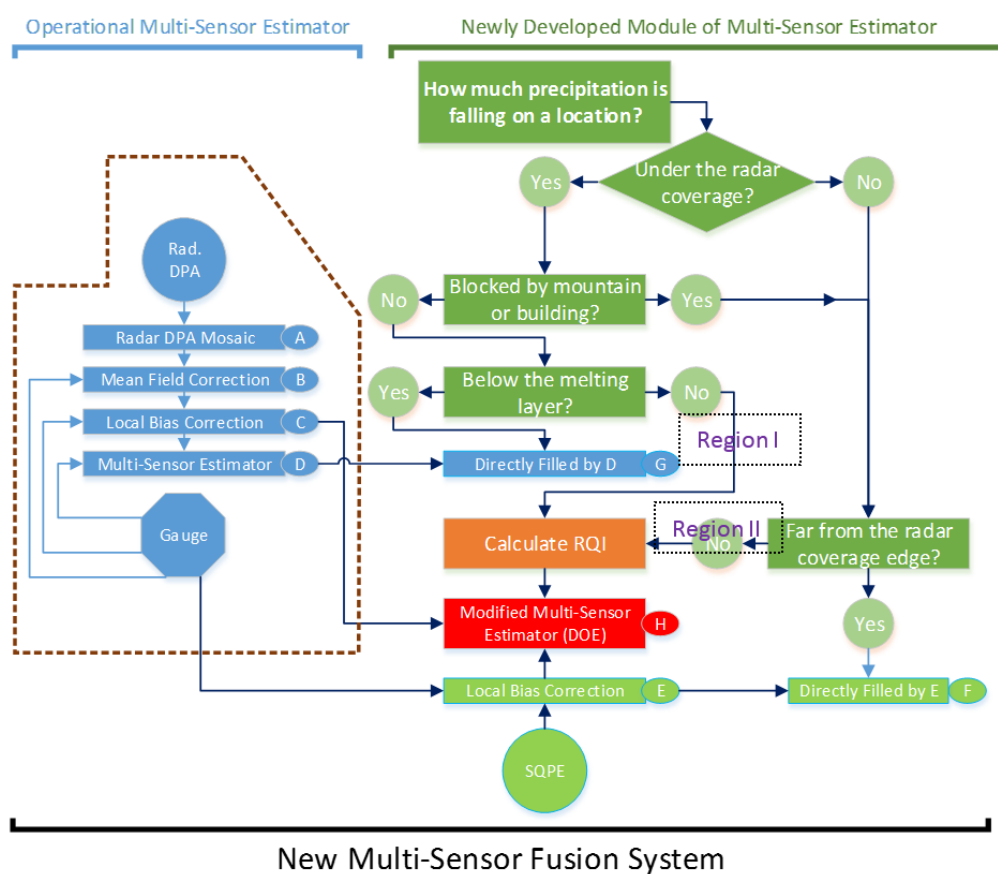 Operational Multi-Sensor Estimator
Newly Developed Module of Multi-Sensor Estimator
How much precipitation is
falling on a location?
Under the radar
coverage?
Yes
No
Rad.
DPA
Blocked by mountain
or building?
No
Yes
Radar DPA Mosaic
A
Mean Field Correction
B
Below the melting
layer?
Yes
No
Local Bias Correction
C
Region I
Multi-Sensor Estimator
D
Directly Filled by D
G
Gauge
Calculate RQI
Region II
No
Far from the radar
coverage edge?
Modified Multi-Sensor
Estimator (DOE)
H
Yes
Local Bias Correction
E
Directly Filled by E
F
SQPE
New Multi-Sensor Fusion System